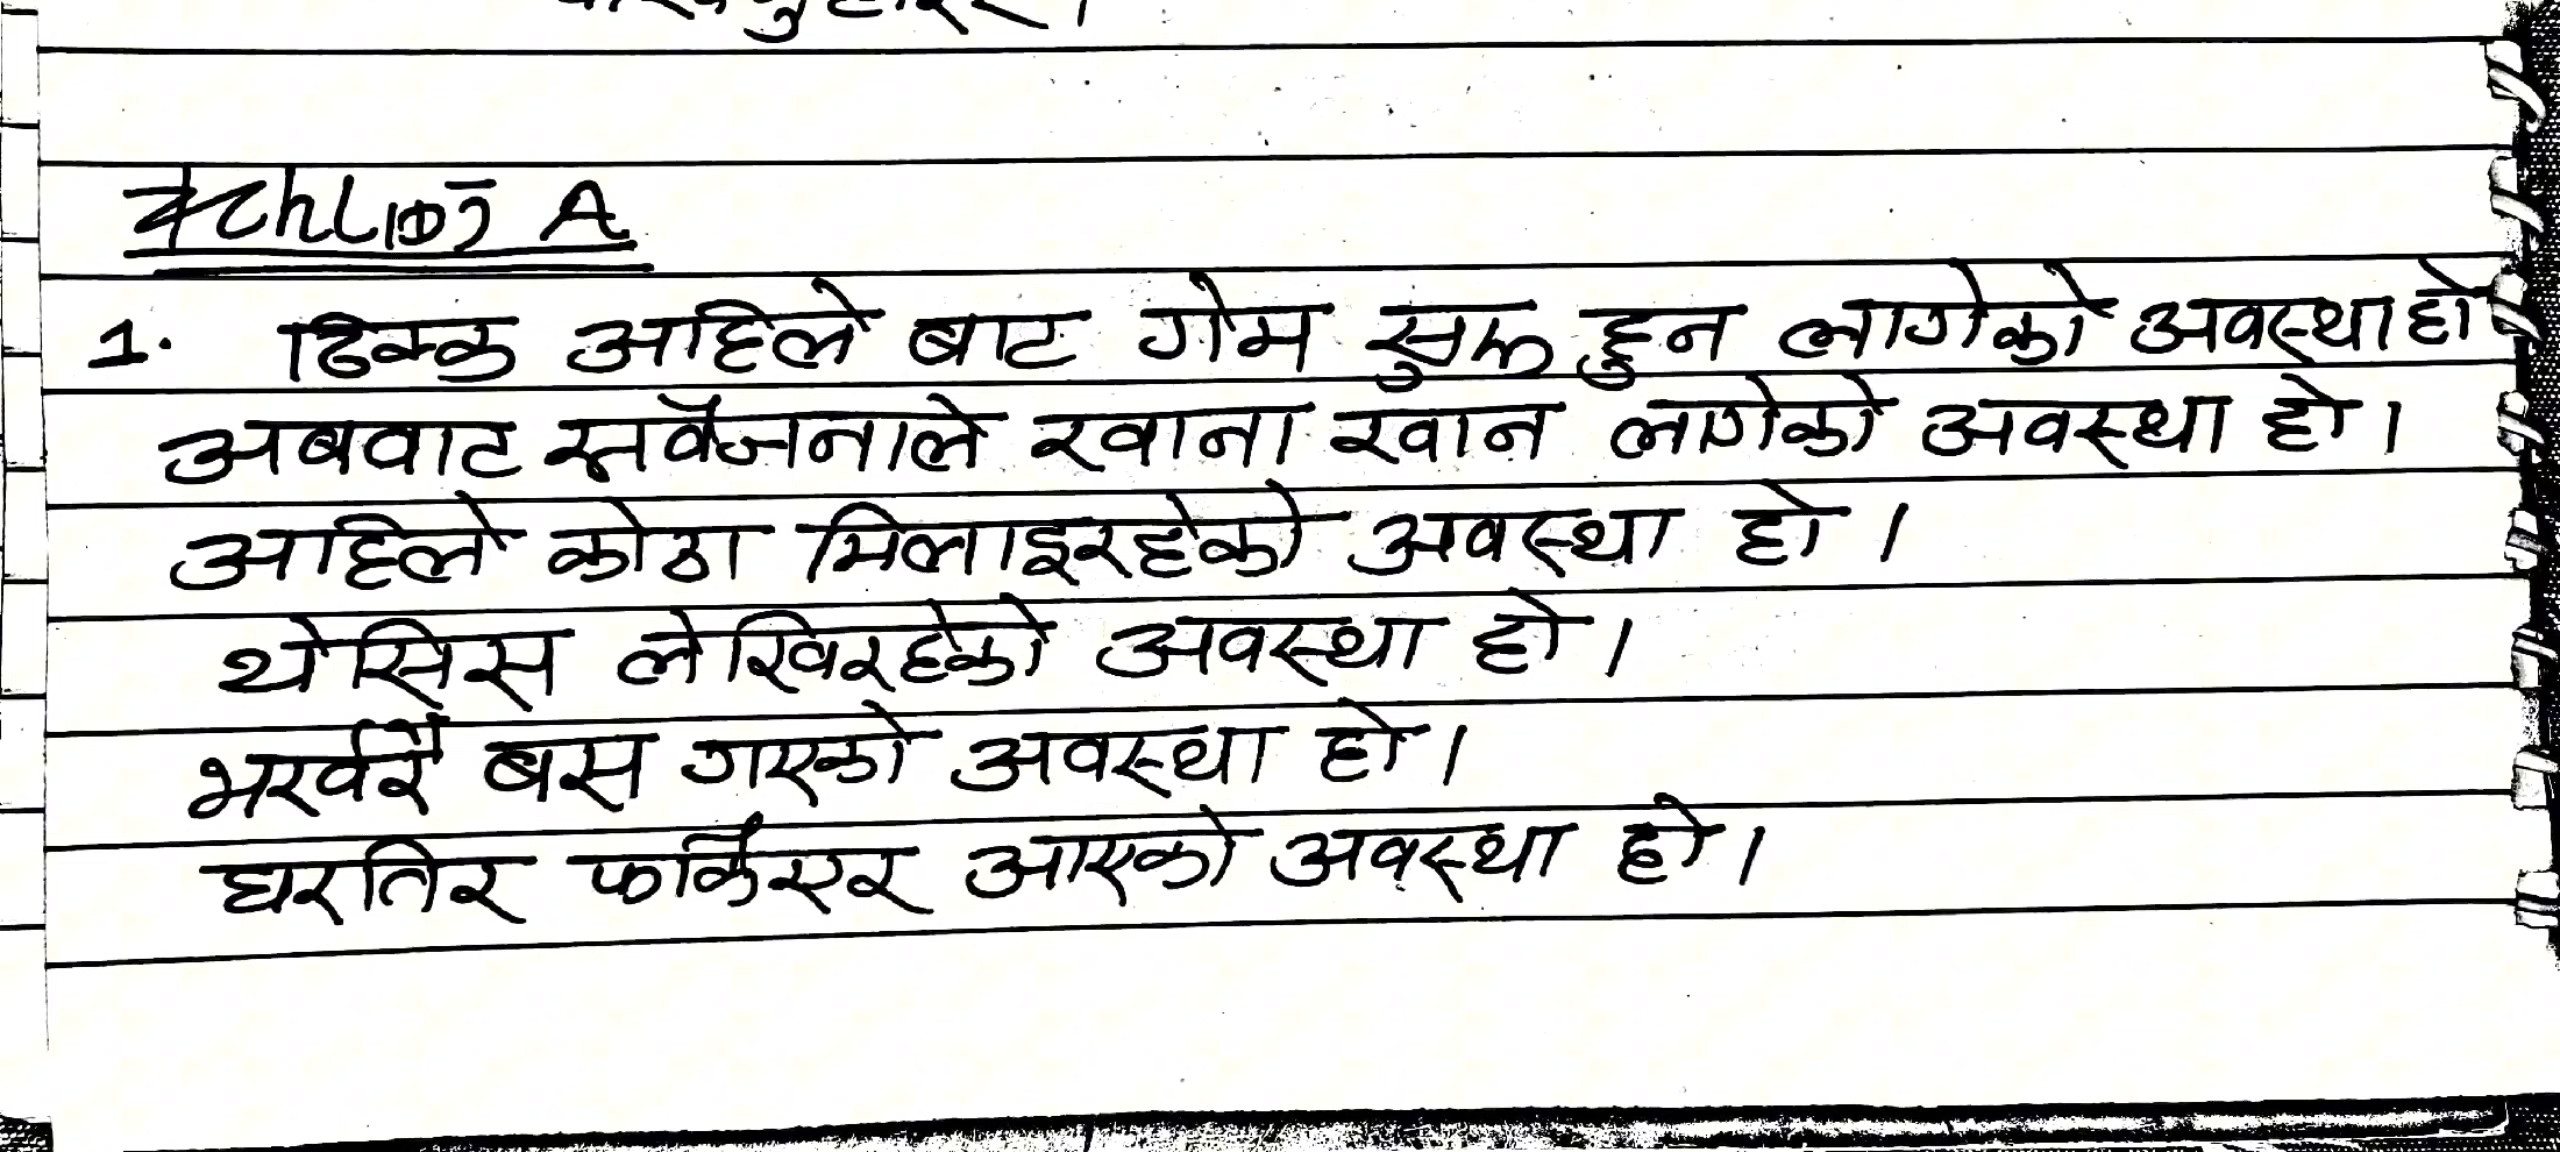 A
1. ठिक्क अहिले बाट गेम सुरू हुन लागेको अवस्था हो
अबबाट सबैजनाले खाना खान लागेको अवस्था हो।
अहिले कोठा मिलाइरहेको अवस्था हो।
थेसिस लेखिरहेको अवस्था हो।
भर्खरै बस गएको अवस्था हो।
घरतिर फर्किएर आएको अवस्था हो।